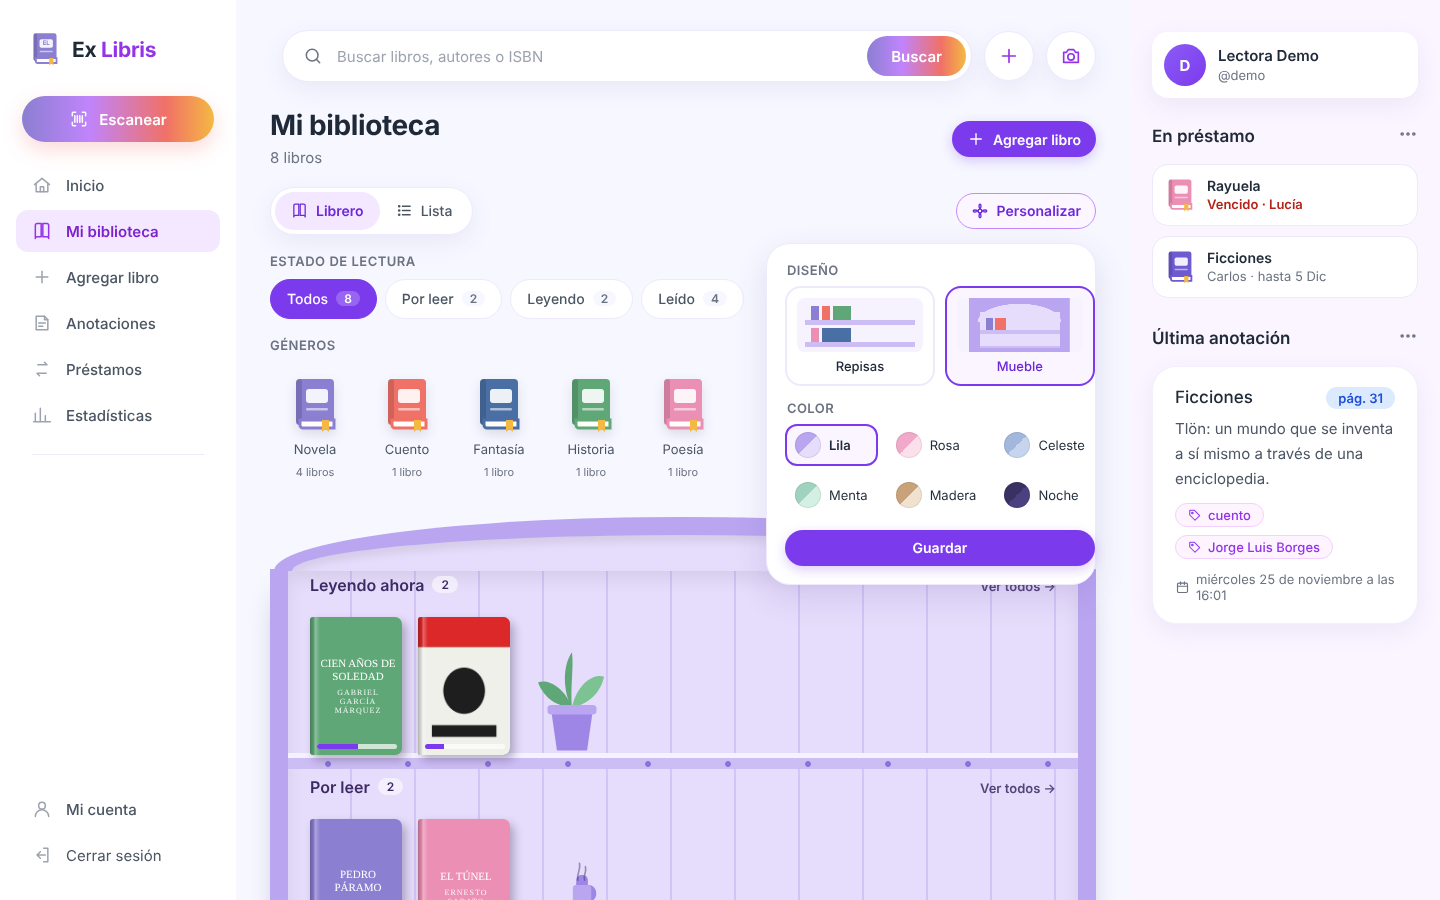 Ex Libris
Escanear
Inicio
Mi biblioteca
Agregar libro
Anotaciones
Préstamos
Estadísticas
Mi cuenta
Cerrar sesión
Buscar libros, autores o ISBN
Buscar
Mi biblioteca
8 libros
Agregar libro
Librero
Lista
Personalizar
ESTADO DE LECTURA
Todos 8
Por leer 2
Leyendo 2
Leído 4
GÉNEROS
Novela
4 libros
Cuento
1 libro
Fantasía
1 libro
Historia
1 libro
Poesía
1 libro
DISEÑO
Repisas
Mueble
COLOR
Lila
Rosa
Celeste
Menta
Madera
Noche
Guardar
Leyendo ahora 2
Ver todos →
CIEN AÑOS DE
SOLEDAD
GABRIEL
GARCÍA
MÁRQUEZ
Por leer 2
Ver todos →
PEDRO
PÁRAMO
EL TÚNEL
ERNESTO
D
Lectora Demo
@demo
En préstamo
Rayuela
Vencido · Lucía
Ficciones
Carlos · hasta 5 Dic
Última anotación
Ficciones
pág. 31
Tlön: un mundo que se inventa
a sí mismo a través de una
enciclopedia.
cuento
Jorge Luis Borges
miércoles 25 de noviembre a las
16:01